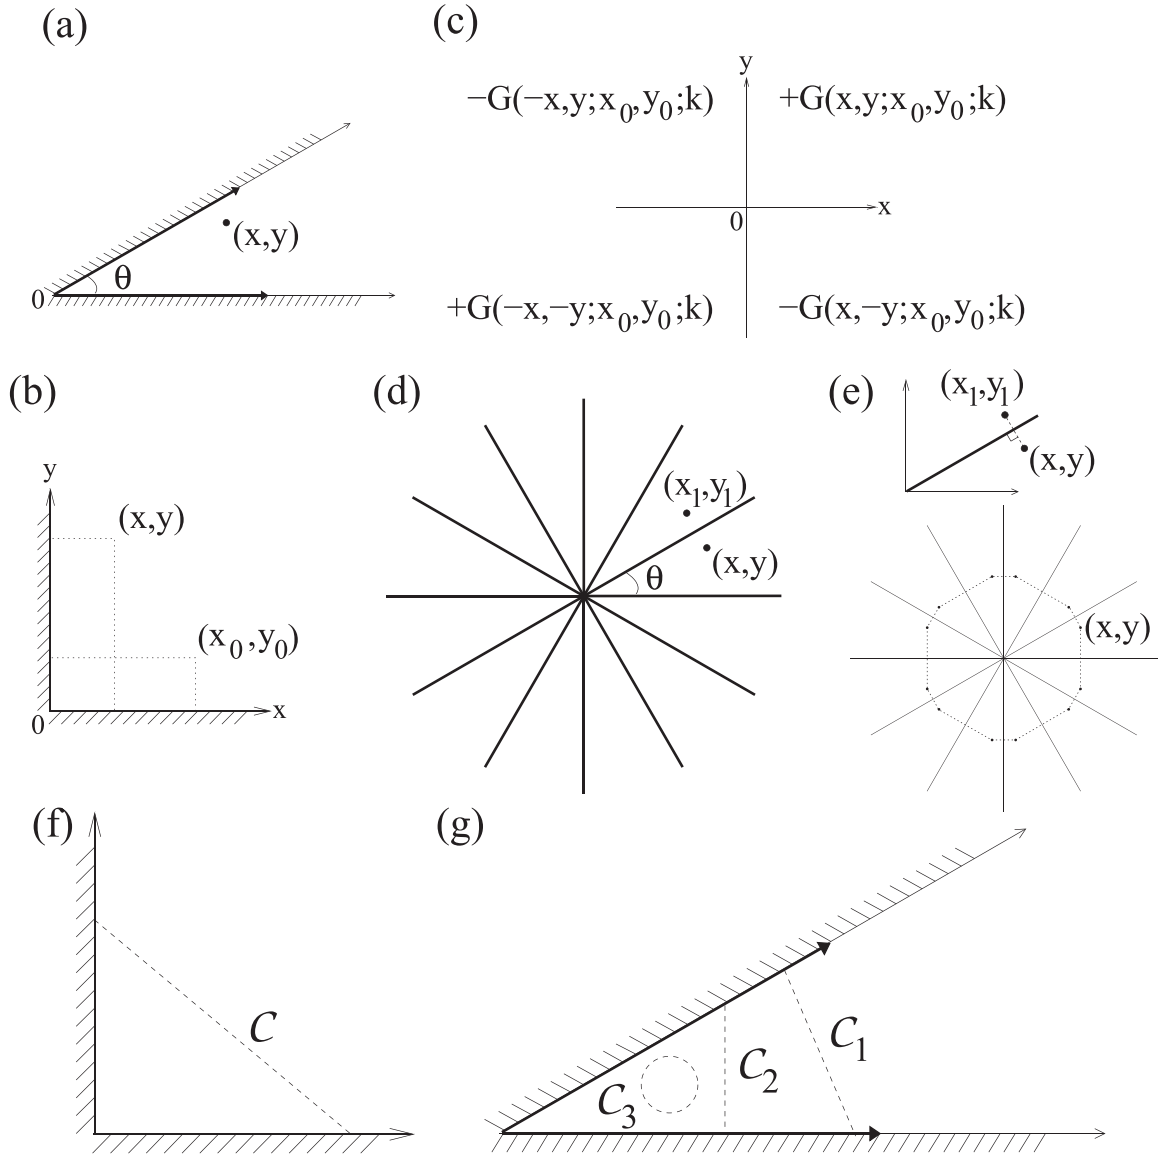 (a)
θ
(x,y)
0
(c)
y
−G(−x,y;x0,y0;k)
+G(x,y;x0,y0;k)
0
x
+G(−x,−y;x0,y0;k)
−G(x,−y;x0,y0;k)
(b)
y
(x,y)
(x0,y0)
0
x
(d)
(x1,y1)
θ
(x,y)
(e)
(x1,y1)
(x,y)
(x,y)
(f)
C
(g)
C1
C2
C3